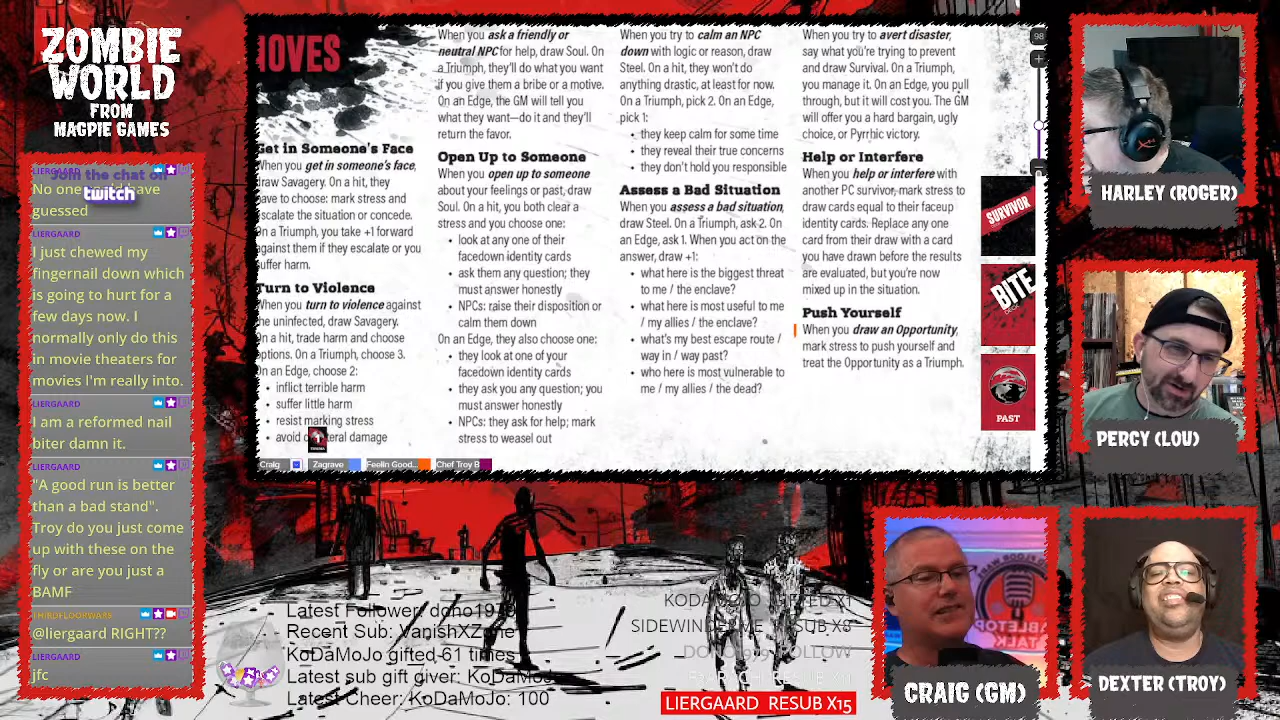 ZOMBIE
WORLD
FROM
MAGPIE GAMES
LIERGAARD
Join the chat on
No one have
twitch
guessed
LIERGAARD
I just chewed my
fingernail down which
is going to hurt for a
few days now. I
normally only do this
in movie theaters for
movies I'm really into.
LIERGAARD
I am a reformed nail
biter damn it.
LIERGAARD
"A good run is better
than a bad stand".
Troy do you just come
up with these on the
fly or are you just a
BAMF
THIRDFLOORWARS
@liergaard RIGHT??
LIERGAARD
jfc
MOVES
Get in Someone's Face
When you get in someone's face,
draw Savagery. On a hit, they
have to choose: mark stress and
escalate the situation or concede.
On a Triumph, you take +1 forward
against them if they escalate or you
suffer harm.
Turn to Violence
When you turn to violence against
the uninfected, draw Savagery.
On a hit, trade harm and choose
options. On a Triumph, choose 3.
On an Edge, choose 2:
• inflict terrible harm
• suffer little harm
• resist marking stress
• avoid collateral damage
When you ask a friendly or
neutral NPC for help, draw Soul. On
a Triumph, they'll do what you want
if you give them a bribe or a motive.
On an Edge, the GM will tell you
what they want—do it and they'll
return the favor.
Open Up to Someone
When you open up to someone
about your feelings or past, draw
Soul. On a hit, you both clear a
stress and you choose one:
• look at any one of their
facedown identity cards
• ask them any question; they
must answer honestly
• NPCs: raise their disposition or
calm them down
On an Edge, they also choose one:
• they look at one of your
facedown identity cards
• they ask you any question; you
must answer honestly
• NPCs: they ask for help; mark
stress to weasel out
When you try to calm an NPC
down with logic or reason, draw
Steel. On a hit, they won't do
anything drastic, at least for now.
On a Triumph, pick 2. On an Edge,
pick 1:
• they keep calm for some time
• they reveal their true concerns
• they don't hold you responsible
Assess a Bad Situation
When you assess a bad situation,
draw Steel. On a Triumph, ask 2. On
an Edge, ask 1. When you act on the
answer, draw +1:
• what here is the biggest threat
to me / the enclave?
• what here is most useful to me
/ my allies / the enclave?
• what's my best escape route /
way in / way past?
• who here is most vulnerable to
me / my allies / the dead?
When you try to avert disaster,
say what you're trying to prevent
and draw Survival. On a Triumph,
you manage it. On an Edge, you pull
through, but it will cost you. The GM
will offer you a hard bargain, ugly
choice, or Pyrrhic victory.
Help or Interfere
When you help or interfere with
another PC survivor, mark stress to
draw cards equal to their faceup
identity cards. Replace any one
card from their draw with a card
you have drawn before the results
are evaluated, but you're now
mixed up in the situation.
Push Yourself
When you draw an Opportunity,
mark stress to push yourself and
treat the Opportunity as a Triumph.
98
SURVIVOR
BITE
PAST
Craig
Zagrave
Feelin Good...
Chef Troy B
HARLEY (ROGER)
PERCY (LOU)
CRAIG (GM)
DEXTER (TROY)
Latest Follower:
Recent Sub:
KoDaMoJo gifted 61 times
Latest sub gift giver:
Latest Cheer: KoDaMoJo: 100
LIERGAARD RESUB X15